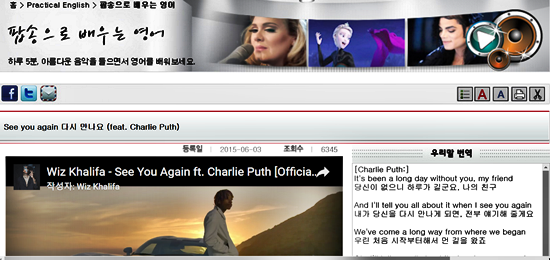 홈 > Practical English > 팝송으로 배우는 영어
팝송으로 배우는 영어
하루 5분, 아름다운 음악을 들으면서 영어를 배워보세요.
See you again 다시 만나요 (feat. Charlie Puth)
등록일 | 2015-06-03 조회수 | 6345
Wiz Khalifa - See You Again ft. Charlie Puth [Officia...
작성자: Wiz Khalifa
우리말 번역
[Charlie Puth:]
It's been a long day without you, my friend
당신이 없으니 하루가 길군요, 나의 친구
And I'll tell you all about it when I see you again
내가 당신을 다시 만나게 되면, 전부 얘기해 줄게요
We've come a long way from where we began
우린 처음 시작부터해서 먼 길을 왔죠